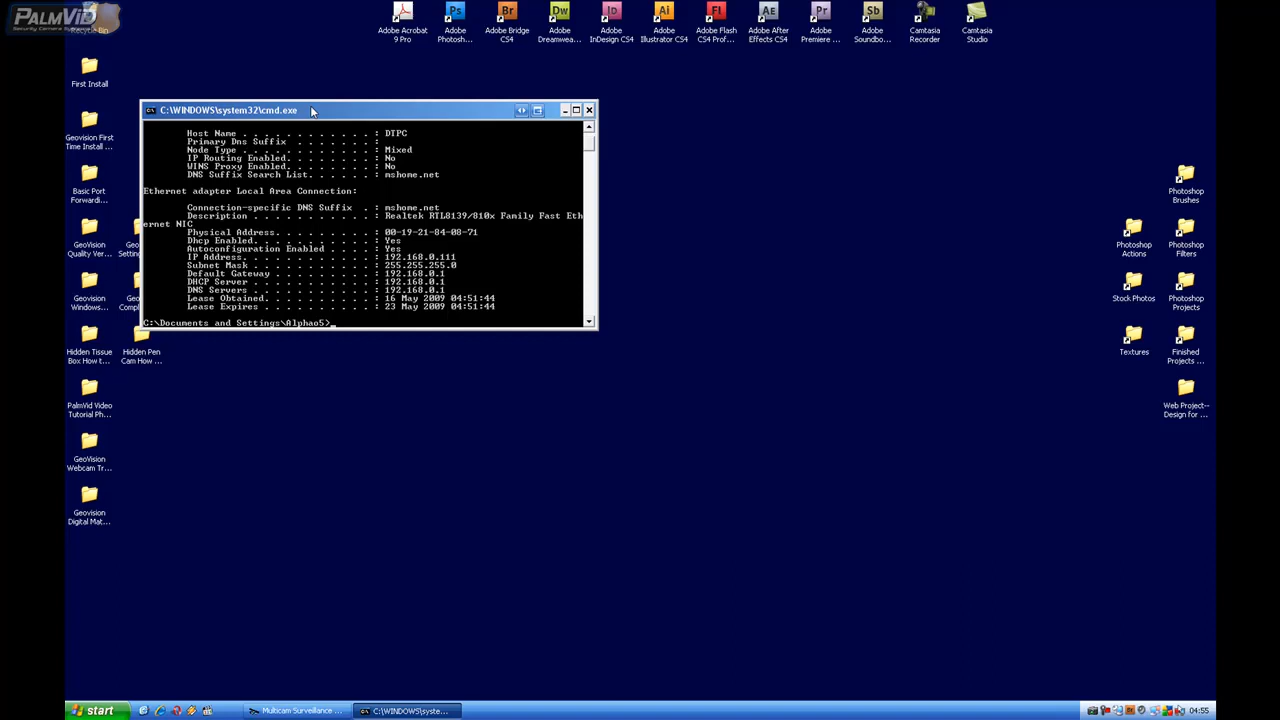 PALMVID
Security Camera Systems
Recycle Bin
Adobe Acrobat
9 Pro
Adobe
Photosh...
Adobe Bridge
CS4
Adobe
Dreamwea...
Adobe
InDesign CS4
Adobe
Illustrator CS4
Adobe Flash
CS4 Prof...
Adobe After
Effects CS4
Adobe
Premiere ...
Adobe
Soundbo...
Camtasia
Recorder
Camtasia
Studio
First Install
Geovision First
Time Install ...
Basic Port
Forwardi...
GeoVision
Quality Ver...
Geovision
Windows...
Hidden Tissue
Box How t...
Hidden Pen
Cam How ...
PalmVid Video
Tutorial Ph...
GeoVision
Webcam Tr...
Geovision
Digital Mat...
C:\WINDOWS\system32\cmd.exe
Host Name . . . . . . . . . . . . : DTPC
Primary Dns Suffix . . . . . . . :
Node Type . . . . . . . . . . . . : Mixed
IP Routing Enabled. . . . . . . . : No
WINS Proxy Enabled. . . . . . . . : No
DNS Suffix Search List. . . . . . : mshome.net
Ethernet adapter Local Area Connection:
Connection-specific DNS Suffix . : mshome.net
Description . . . . . . . . . . . : Realtek RTL8139/810x Family Fast Eth
ernet NIC
Physical Address. . . . . . . . . : 00-19-21-84-08-71
Dhcp Enabled. . . . . . . . . . . : Yes
Autoconfiguration Enabled . . . . : Yes
IP Address. . . . . . . . . . . . : 192.168.0.111
Subnet Mask . . . . . . . . . . . : 255.255.255.0
Default Gateway . . . . . . . . . : 192.168.0.1
DHCP Server . . . . . . . . . . . : 192.168.0.1
DNS Servers . . . . . . . . . . . : 192.168.0.1
Lease Obtained. . . . . . . . . . : 16 May 2009 04:51:44
Lease Expires . . . . . . . . . . : 23 May 2009 04:51:44
C:\Documents and Settings\Alphao5>_
Photoshop
Brushes
Photoshop
Actions
Photoshop
Filters
Stock Photos
Photoshop
Projects
Textures
Finished
Projects ...
Web Project--
Design for ...
start
Multicam Surveillance ...
C:\WINDOWS\syste...
04:55